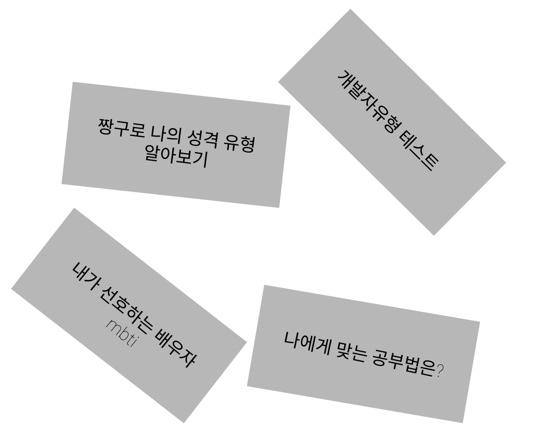 짱구로 나의 성격 유형
알아보기
개발자유형 테스트
내가 선호하는 배우자
mbti
나에게 맞는 공부법은?